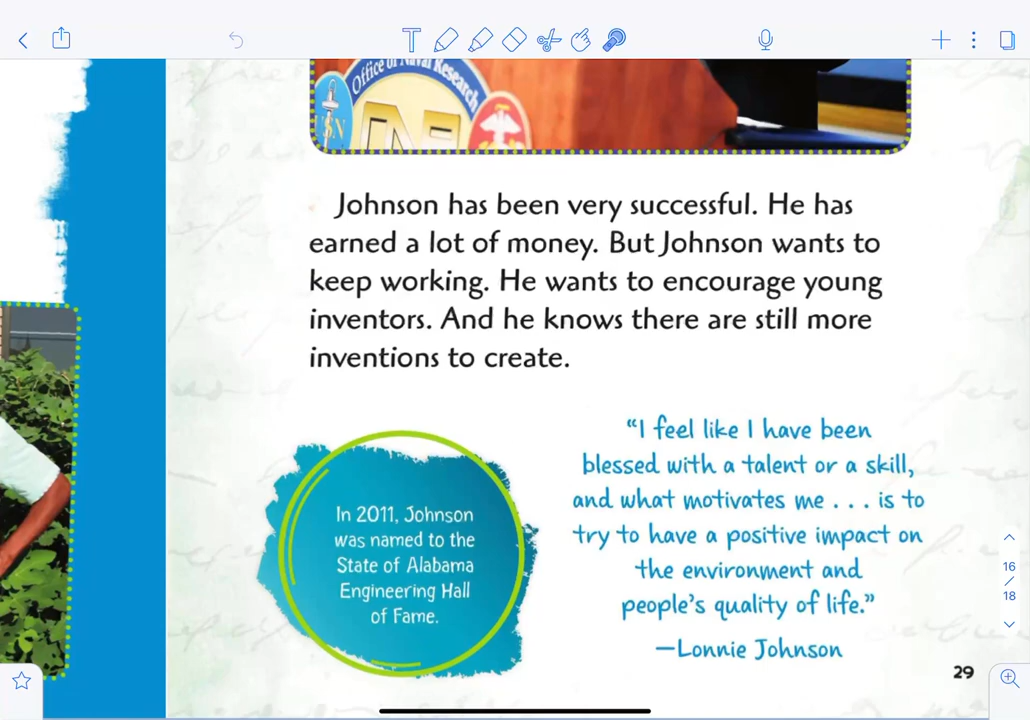 Office of Naval Research
Johnson has been very successful. He has
earned a lot of money. But Johnson wants to
keep working. He wants to encourage young
inventors. And he knows there are still more
inventions to create.
In 2011, Johnson
was named to the
State of Alabama
Engineering Hall
of Fame.
“I feel like I have been
blessed with a talent or a skill,
and what motivates me . . . is to
try to have a positive impact on
the environment and
people’s quality of life.”
—Lonnie Johnson
29
16
/
18